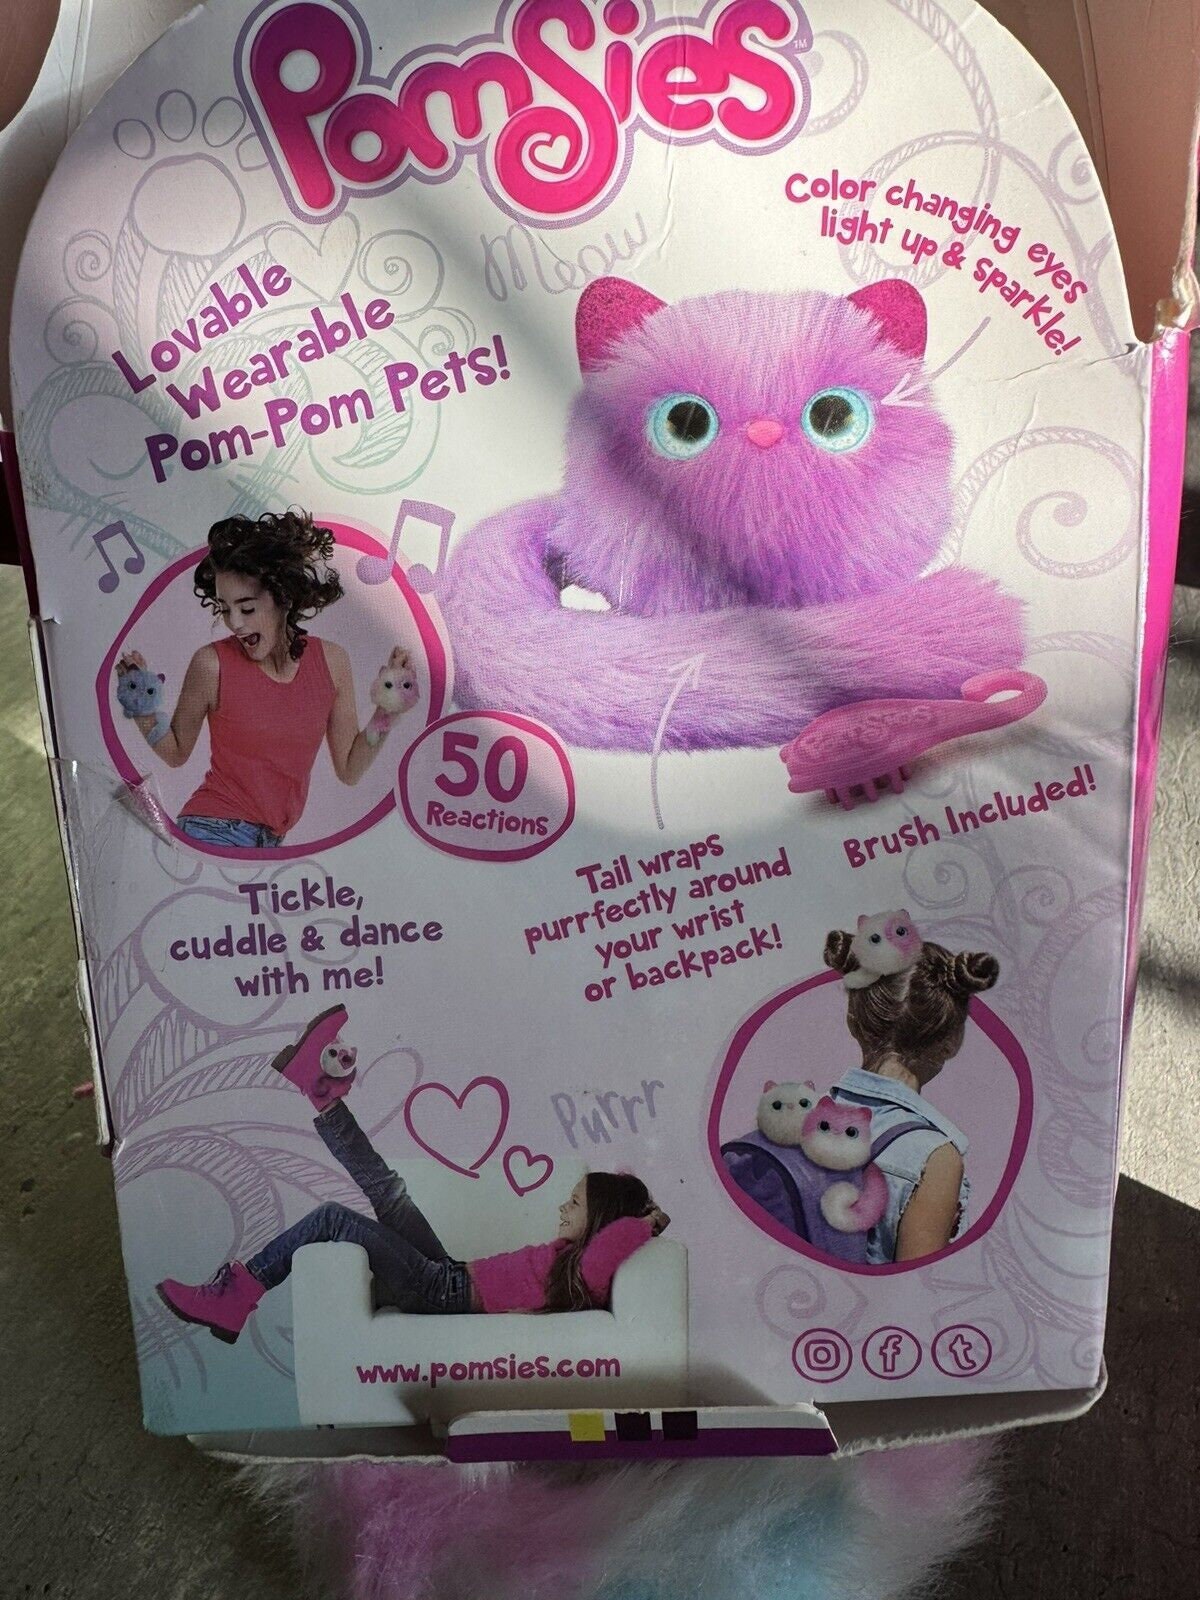 PomSies™
Meow
Color changing eyes
light up & sparkle!
Lovable
Wearable
Pom-Pom Pets!
50
Reactions
PomSieS
Brush Included!
Tickle,
cuddle & dance
with me!
Tail wraps
purrfectly around
your wrist
or backpack!
Purrr
www.pomsies.com